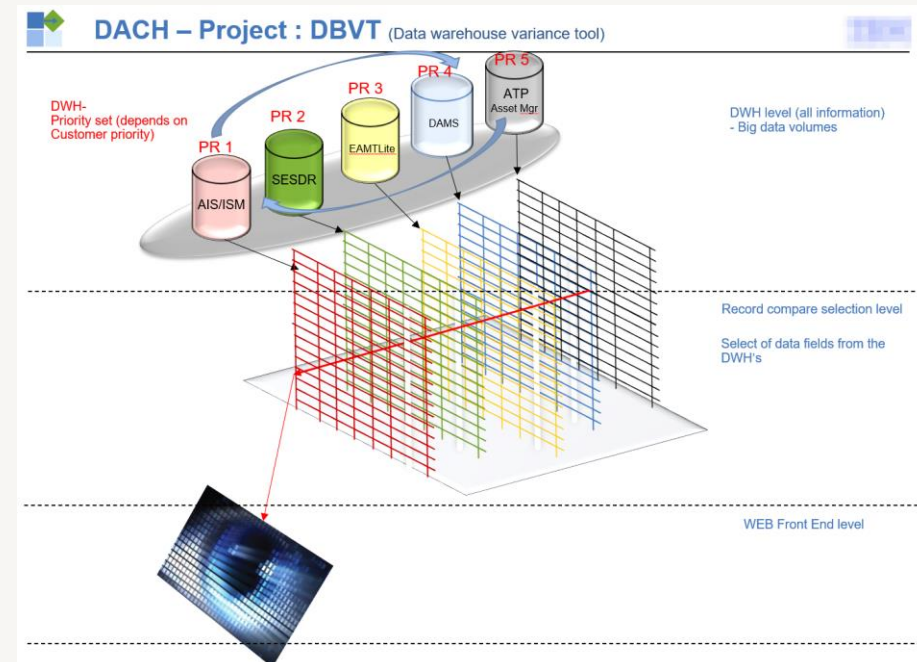 DACH – Project : DBVT (Data warehouse variance tool)
DWH-
Priority set (depends on
Customer priority)
PR 1
PR 2
PR 3
PR 4
PR 5
AIS/ISM
SESDR
EAMTLite
DAMS
ATP
Asset Mgr
DWH level (all information)
- Big data volumes
Record compare selection level
Select of data fields from the
DWH's
WEB Front End level